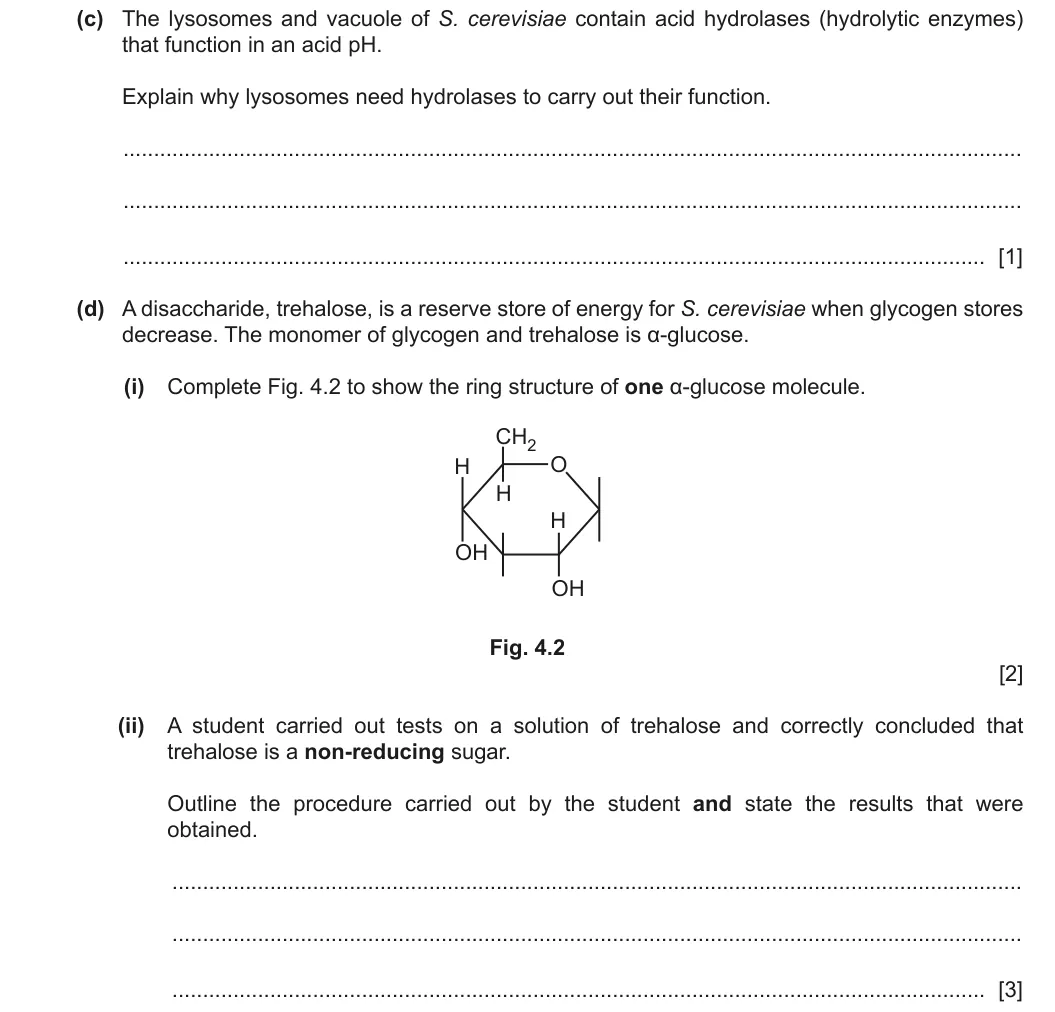 (c) The lysosomes and vacuole of S. cerevisiae contain acid hydrolases (hydrolytic enzymes)
that function in an acid pH.
Explain why lysosomes need hydrolases to carry out their function.
[1]
(d) A disaccharide, trehalose, is a reserve store of energy for S. cerevisiae when glycogen stores
decrease. The monomer of glycogen and trehalose is α-glucose.
(i) Complete Fig. 4.2 to show the ring structure of one α-glucose molecule.
CH₂
H O
H
H
OH
OH
Fig. 4.2
[2]
(ii) A student carried out tests on a solution of trehalose and correctly concluded that
trehalose is a non-reducing sugar.
Outline the procedure carried out by the student and state the results that were
obtained.
[3]